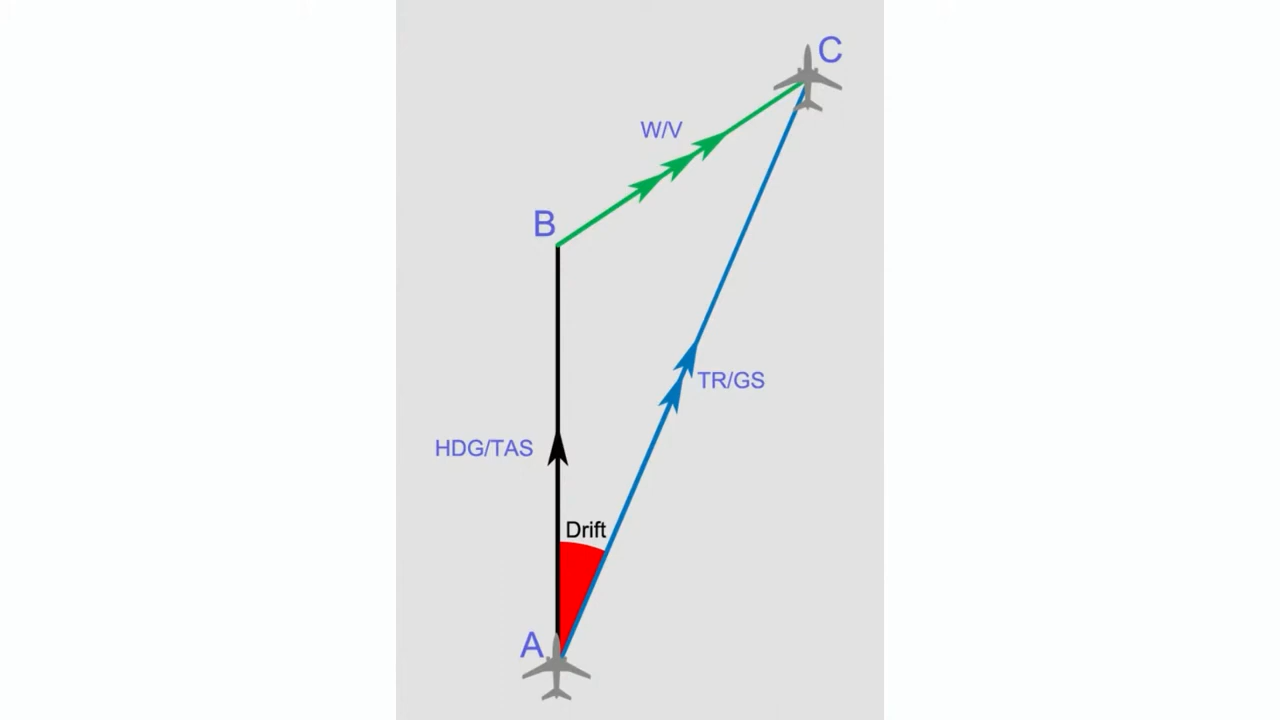 C
W/V
B
TR/GS
HDG/TAS
Drift
A